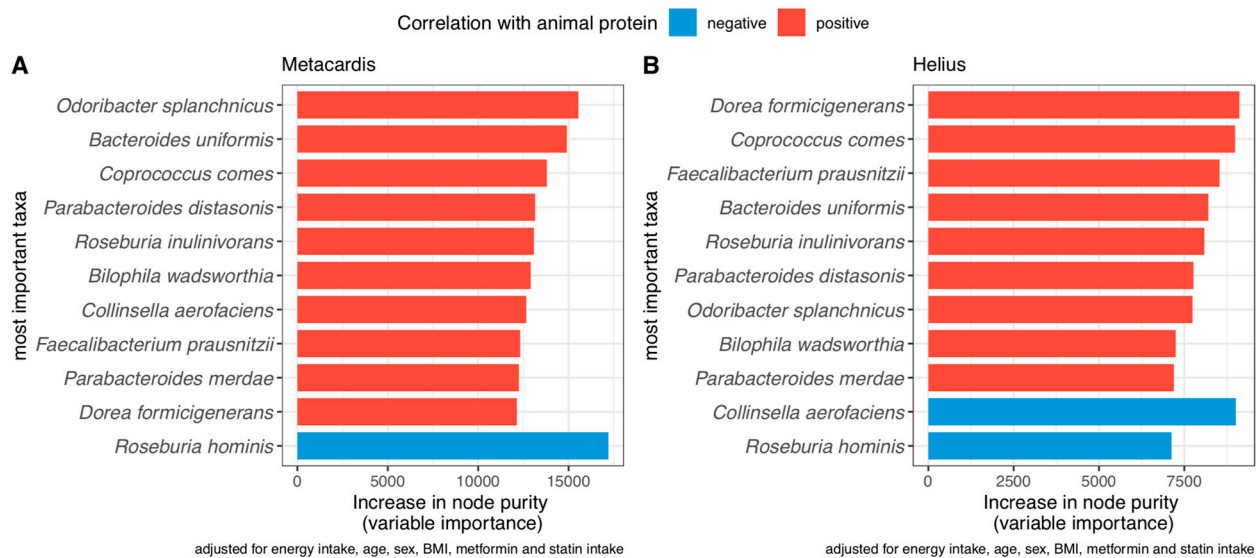 Correlation with animal protein negative positive
A
Metacardis
most important taxa
Odoribacter splanchnicus
Bacteroides uniformis
Coprococcus comes
Parabacteroides distasonis
Roseburia inulinivorans
Bilophila wadsworthia
Collinsella aerofaciens
Faecalibacterium prausnitzii
Parabacteroides merdae
Dorea formicigenerans
Roseburia hominis
0 5000 10000 15000
Increase in node purity
(variable importance)
adjusted for energy intake, age, sex, BMI, metformin and statin intake
B
Helius
most important taxa
Dorea formicigenerans
Coprococcus comes
Faecalibacterium prausnitzii
Bacteroides uniformis
Roseburia inulinivorans
Parabacteroides distasonis
Odoribacter splanchnicus
Bilophila wadsworthia
Parabacteroides merdae
Collinsella aerofaciens
Roseburia hominis
0 2500 5000 7500
Increase in node purity
(variable importance)
adjusted for energy intake, age, sex, BMI, metformin and statin intake